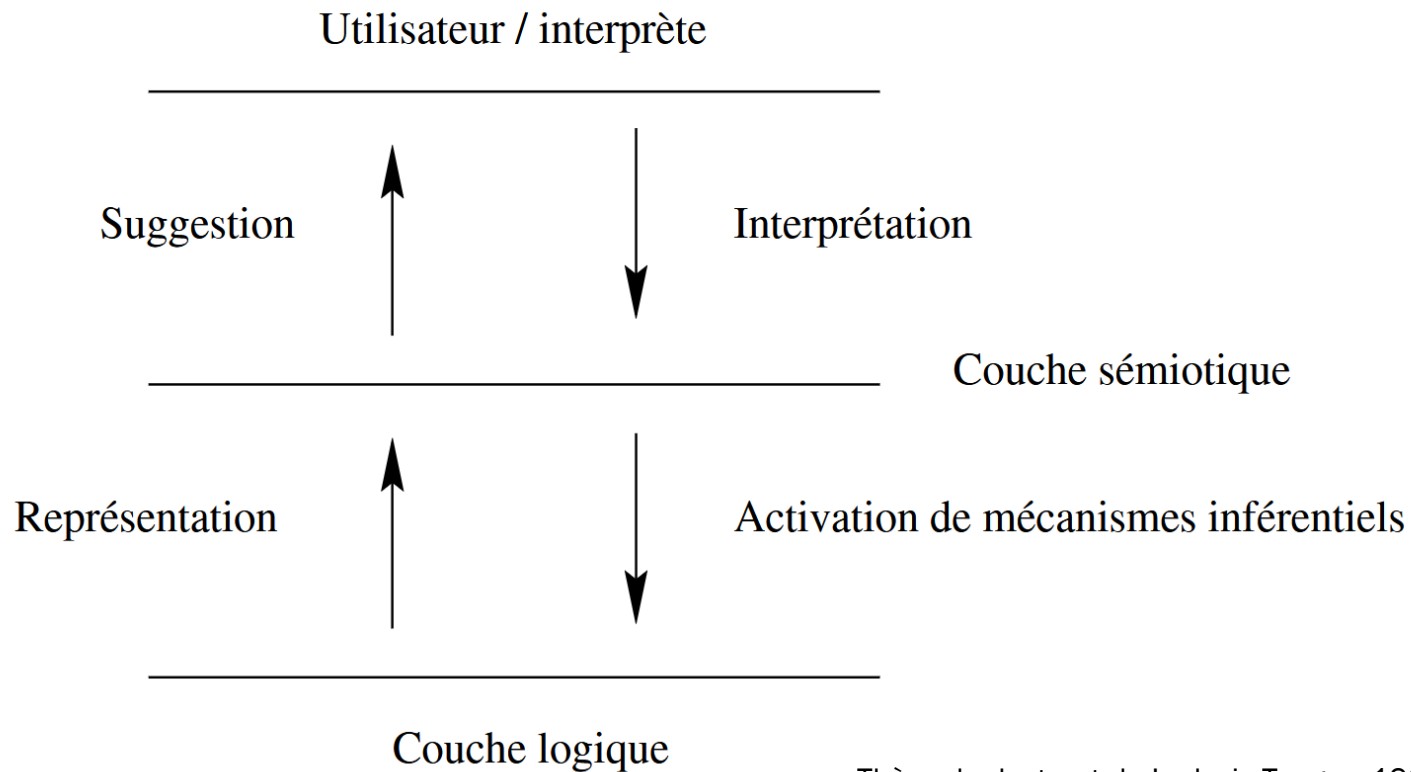 Utilisateur / interprète
Suggestion
Interprétation
Couche sémiotique
Représentation
Activation de mécanismes inférentiels
Couche logique